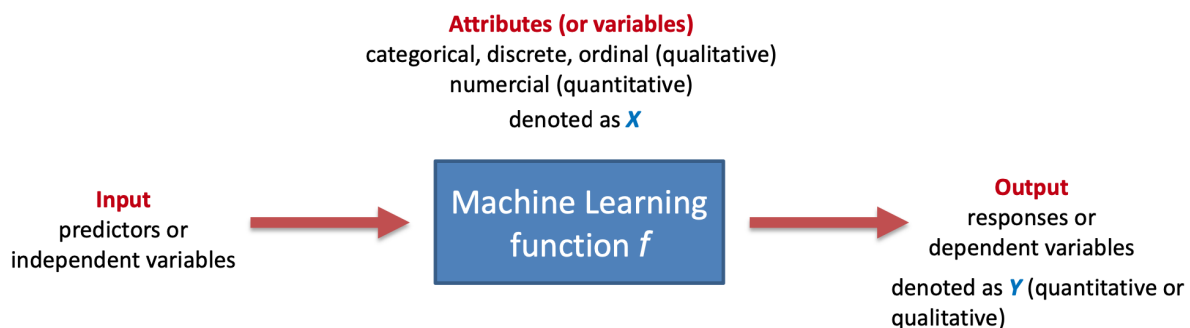 Attributes (or variables)
categorical, discrete, ordinal (qualitative)
numercial (quantitative)
denoted as X
Input
predictors or
independent variables
Machine Learning
function f
Output
responses or
dependent variables
denoted as Y (quantitative or
qualitative)